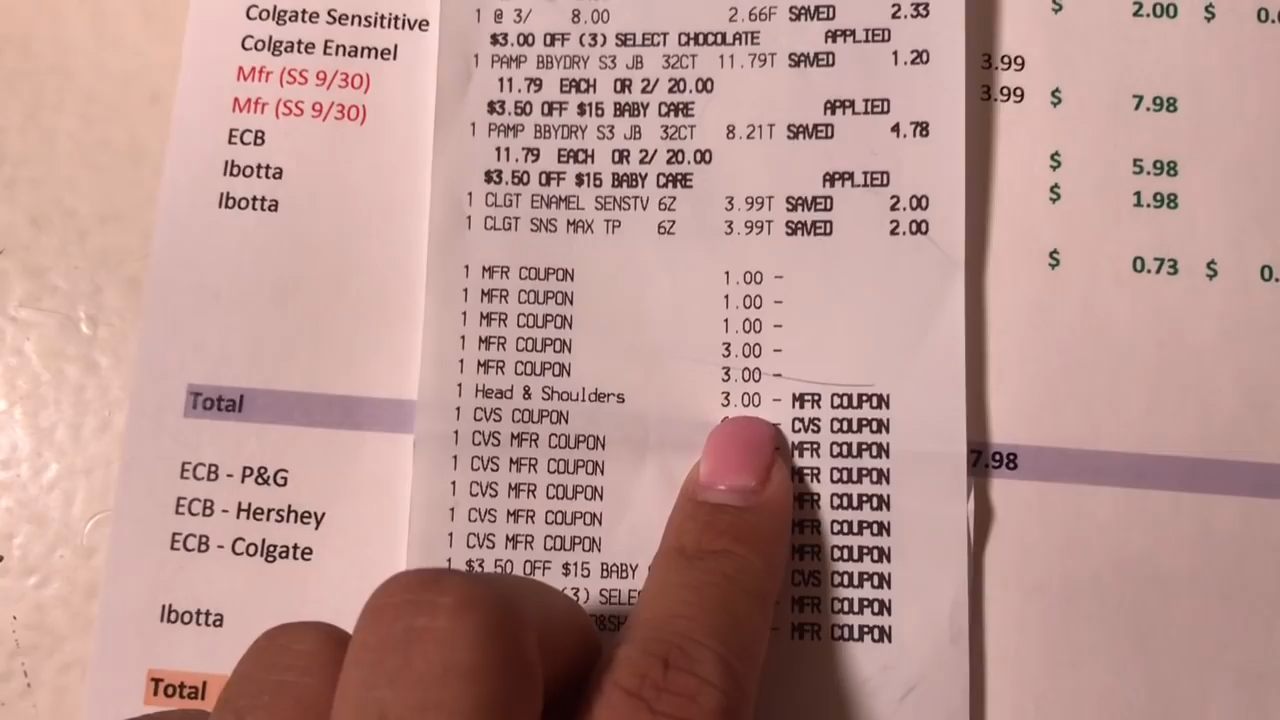 Colgate Sensititive
Colgate Enamel
Mfr (SS 9/30)
Mfr (SS 9/30)
ECB
Ibotta
Ibotta
Total
ECB - P&G
ECB - Hershey
ECB - Colgate
Ibotta
Total
1 @ 3/ 8.00 2.66F SAVED 2.33
$3.00 OFF (3) SELECT CHOCOLATE APPLIED
1 PAMP BBYDRY S3 JB 32CT 11.79T SAVED 1.20
11.79 EACH OR 2/ 20.00
$3.50 OFF $15 BABY CARE APPLIED
1 PAMP BBYDRY S3 JB 32CT 8.21T SAVED 4.78
11.79 EACH OR 2/ 20.00
$3.50 OFF $15 BABY CARE APPLIED
1 CLGT ENAMEL SENSTV 6Z 3.99T SAVED 2.00
1 CLGT SNS MAX TP 6Z 3.99T SAVED 2.00
1 MFR COUPON 1.00 -
1 MFR COUPON 1.00 -
1 MFR COUPON 1.00 -
1 MFR COUPON 3.00 -
1 MFR COUPON 3.00 -
1 Head & Shoulders 3.00 - MFR COUPON
1 CVS COUPON - CVS COUPON
1 CVS MFR COUPON - MFR COUPON
1 CVS MFR COUPON MFR COUPON
1 CVS MFR COUPON MFR COUPON
1 CVS MFR COUPON MFR COUPON
1 CVS MFR COUPON MFR COUPON
1 $3.50 OFF $15 BABY CVS COUPON
(3) SELE - MFR COUPON
- MFR COUPON
$ 2.00 $
3.99
3.99 $ 7.98
$ 5.98
$ 1.98
$ 0.73 $ 0.
7.98